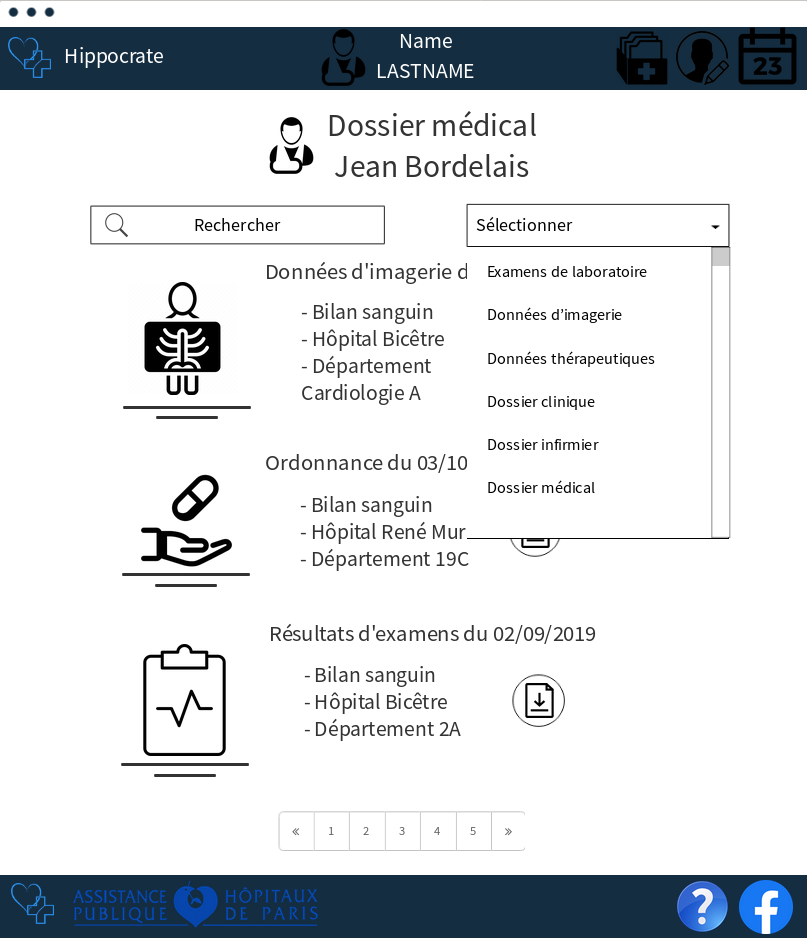 Hippocrate
Name
LASTNAME
23
Dossier médical
Jean Bordelais
Rechercher
Sélectionner
Données d'imagerie d
- Bilan sanguin
- Hôpital Bicêtre
- Département
Cardiologie A
Examens de laboratoire
Données d’imagerie
Données thérapeutiques
Dossier clinique
Dossier infirmier
Dossier médical
Ordonnance du 03/10
- Bilan sanguin
- Hôpital René Mur
- Département 19C
Résultats d'examens du 02/09/2019
- Bilan sanguin
- Hôpital Bicêtre
- Département 2A
« 1 2 3 4 5 »
ASSISTANCE HÔPITAUX
PUBLIQUE DE PARIS
?
f